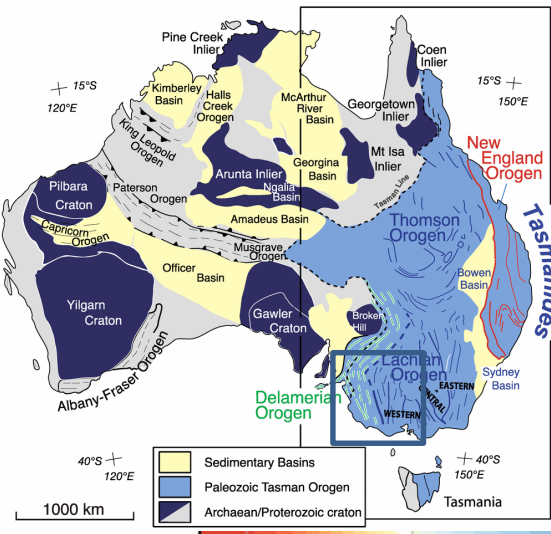 Pine Creek
Inlier
Coen
Inlier
15°S
120°E
Kimberley
Basin
Halls
Creek
Orogen
McArthur
River
Basin
Georgetown
Inlier
15°S
150°E
King Leopold
Orogen
Mt Isa
Inlier
New
England
Orogen
Pilbara
Craton
Paterson
Orogen
Arunta Inlier
Georgina
Basin
Ngalia
Basin
Tasman Line
Tasmanides
Capricorn
Orogen
Amadeus Basin
Thomson
Orogen
Musgrave
Orogen
Officer
Basin
Bowen
Basin
Yilgarn
Craton
Gawler
Craton
Broken
Hill
Albany-Fraser Orogen
Lachlan
Orogen
Sydney
Basin
Delamerian
Orogen
WESTERN
CENTRAL
EASTERN
40°S
120°E
40°S
150°E
Sedimentary Basins
Paleozoic Tasman Orogen
Archaean/Proterozoic craton
1000 km
Tasmania